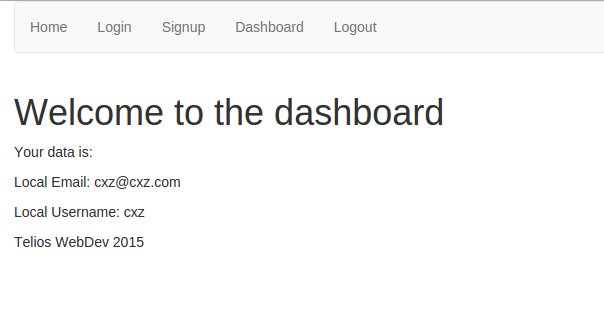 Home Login Signup Dashboard Logout
Welcome to the dashboard
Your data is:
Local Email: cxz@cxz.com
Local Username: cxz
Telios WebDev 2015